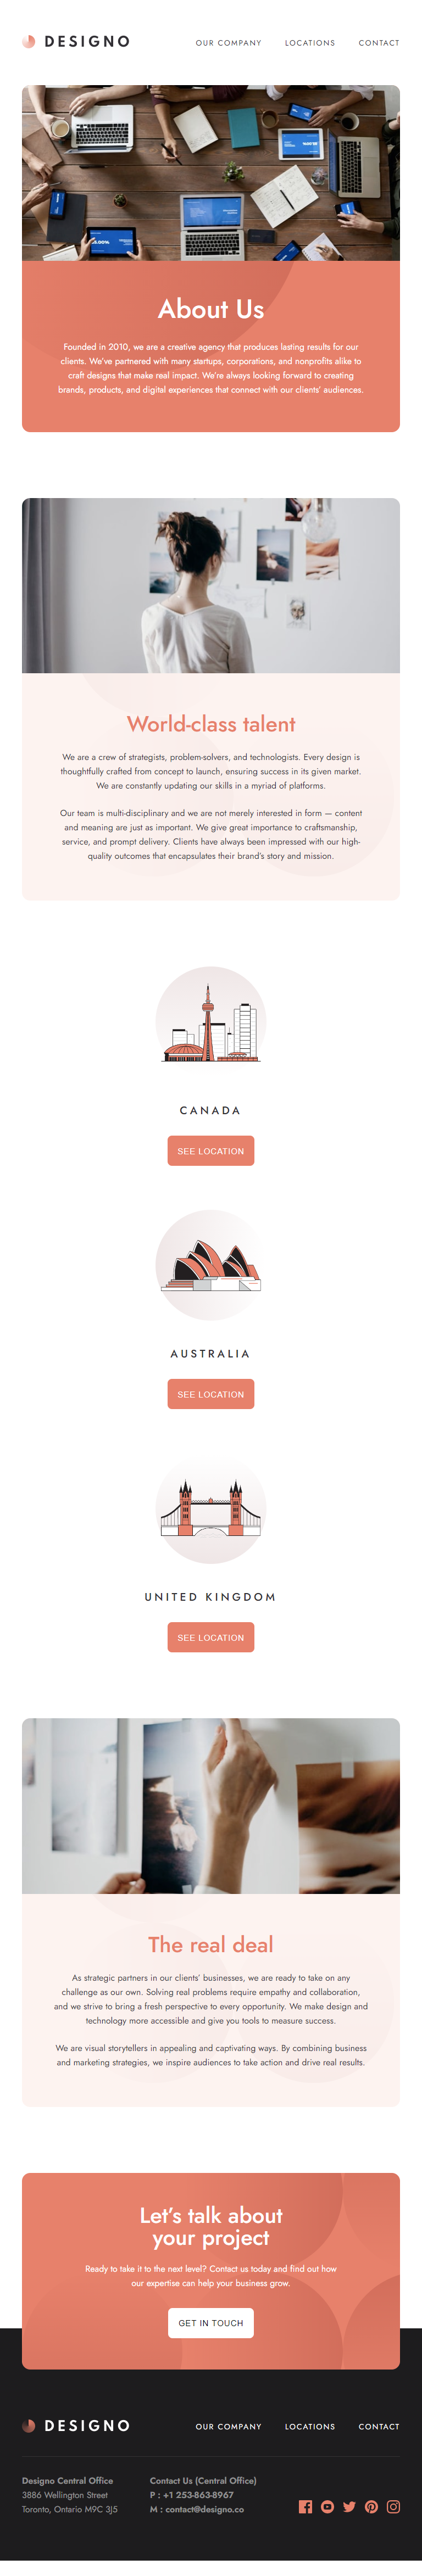 DESIGNO
OUR COMPANY
LOCATIONS
CONTACT
About Us
Founded in 2010, we are a creative agency that produces lasting results for our
clients. We've partnered with many startups, corporations, and nonprofits alike to
craft designs that make real impact. We're always looking forward to creating
brands, products, and digital experiences that connect with our clients' audiences.
World-class talent
We are a crew of strategists, problem-solvers, and technologists. Every design is
thoughtfully crafted from concept to launch, ensuring success in its given market.
We are constantly updating our skills in a myriad of platforms.
Our team is multi-disciplinary and we are not merely interested in form — content
and meaning are just as important. We give great importance to craftsmanship,
service, and prompt delivery. Clients have always been impressed with our high-
quality outcomes that encapsulates their brand's story and mission.
CANADA
SEE LOCATION
AUSTRALIA
SEE LOCATION
UNITED KINGDOM
SEE LOCATION
The real deal
As strategic partners in our clients' businesses, we are ready to take on any
challenge as our own. Solving real problems require empathy and collaboration,
and we strive to bring a fresh perspective to every opportunity. We make design and
technology more accessible and give you tools to measure success.
We are visual storytellers in appealing and captivating ways. By combining business
and marketing strategies, we inspire audiences to take action and drive real results.
Let's talk about
your project
Ready to take it to the next level? Contact us today and find out how
our expertise can help your business grow.
GET IN TOUCH
DESIGNO
OUR COMPANY
LOCATIONS
CONTACT
Designo Central Office
3886 Wellington Street
Toronto, Ontario M9C 3J5
Contact Us (Central Office)
P : +1 253-863-8967
M : contact@designo.co